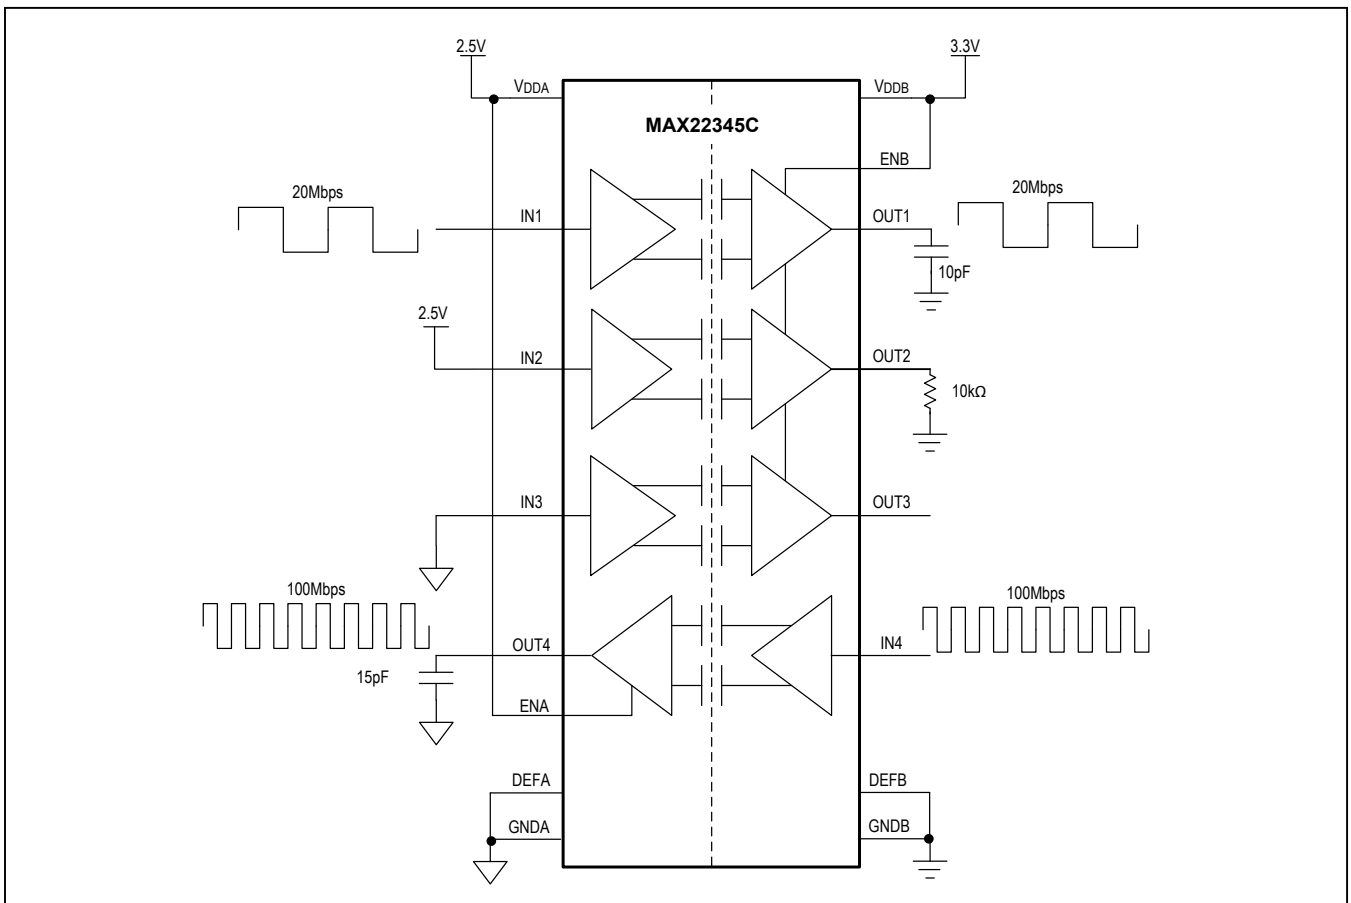 2.5V
3.3V
VDDA
VDDB
MAX22345C
ENB
20Mbps
20Mbps
IN1
OUT1
10pF
2.5V
IN2
OUT2
10kΩ
IN3
OUT3
100Mbps
100Mbps
OUT4
IN4
15pF
ENA
DEFA
DEFB
GNDA
GNDB